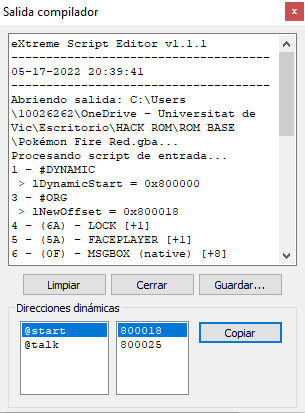 Salida compilador
eXtreme Script Editor v1.1.1
-----------------------------------
05-17-2022 20:39:41
-----------------------------------
Abriendo salida: C:\Users
\10026262\OneDrive - Universitat de
Vic\Escritorio\HACK ROM\ROM BASE
\Pokémon Fire Red.gba...
Procesando script de entrada...
1 - #DYNAMIC
> lDynamicStart = 0x800000
3 - #ORG
> lNewOffset = 0x800018
4 - (6A) - LOCK [+1]
5 - (5A) - FACEPLAYER [+1]
6 - (0F) - MSGBOX (native) [+8]
Limpiar Cerrar Guardar...
Direcciones dinámicas
@start 800018 Copiar
@talk 800025